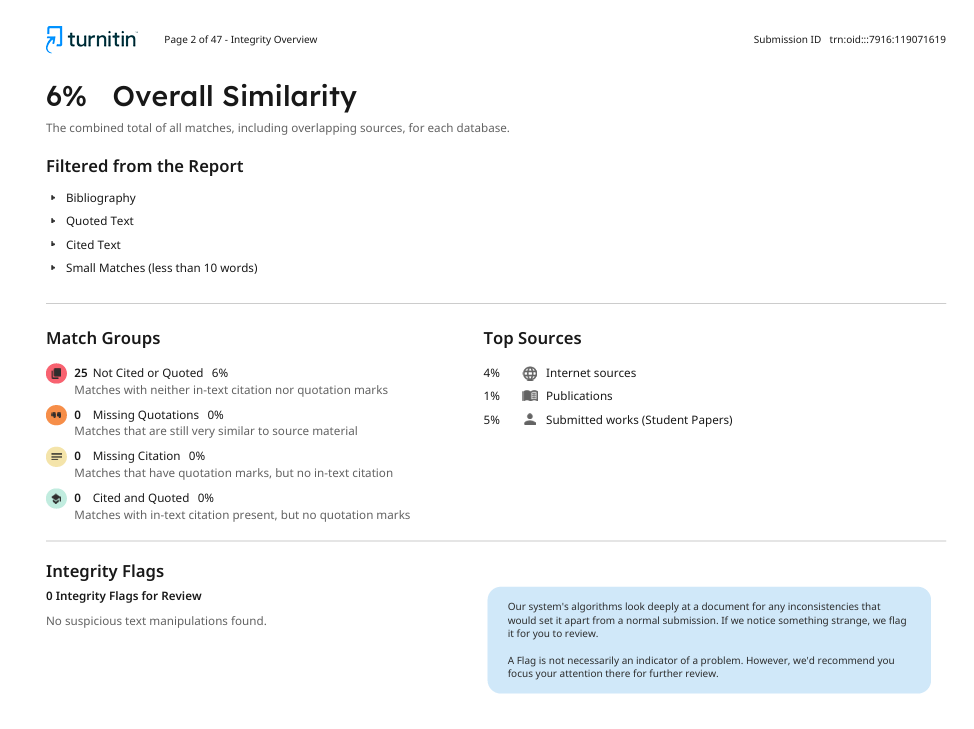 turnitin Page 2 of 47 - Integrity Overview Submission ID trn:oid:::7916:119071619
6% Overall Similarity
The combined total of all matches, including overlapping sources, for each database.
Filtered from the Report
Bibliography
Quoted Text
Cited Text
Small Matches (less than 10 words)
Match Groups
25 Not Cited or Quoted 6%
Matches with neither in-text citation nor quotation marks
0 Missing Quotations 0%
Matches that are still very similar to source material
0 Missing Citation 0%
Matches that have quotation marks, but no in-text citation
0 Cited and Quoted 0%
Matches with in-text citation present, but no quotation marks
Top Sources
4% Internet sources
1% Publications
5% Submitted works (Student Papers)
Integrity Flags
0 Integrity Flags for Review
No suspicious text manipulations found.
Our system's algorithms look deeply at a document for any inconsistencies that
would set it apart from a normal submission. If we notice something strange, we flag
it for you to review.
A Flag is not necessarily an indicator of a problem. However, we'd recommend you
focus your attention there for further review.